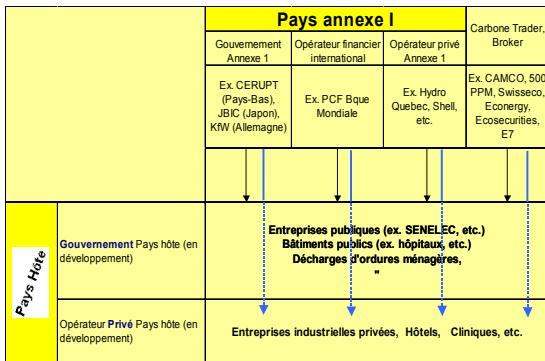 Pays annexe I
Carbone Trader,
Broker
Gouvernement
Annexe 1
Opérateur financier
international
Opérateur privé
Annexe 1
Ex. CERUPT
(Pays-Bas),
JBIC (Japon),
KfW (Allemagne)
Ex. PCF Bque
Mondiale
Ex. Hydro
Quebec, Shell,
etc.
Ex. CAMCO, 500
PPM, Swisseco,
Econergy,
Ecosecurities,
E7
Pays Hôte
Gouvernement Pays hôte (en
développement)
Entreprises publiques (ex. SENELEC, etc.)
Bâtiments publics (ex. hôpitaux, etc.)
Décharges d'ordures ménagères,
"
Opérateur Privé Pays hôte (en
développement)
Entreprises industrielles privées, Hôtels, Cliniques, etc.